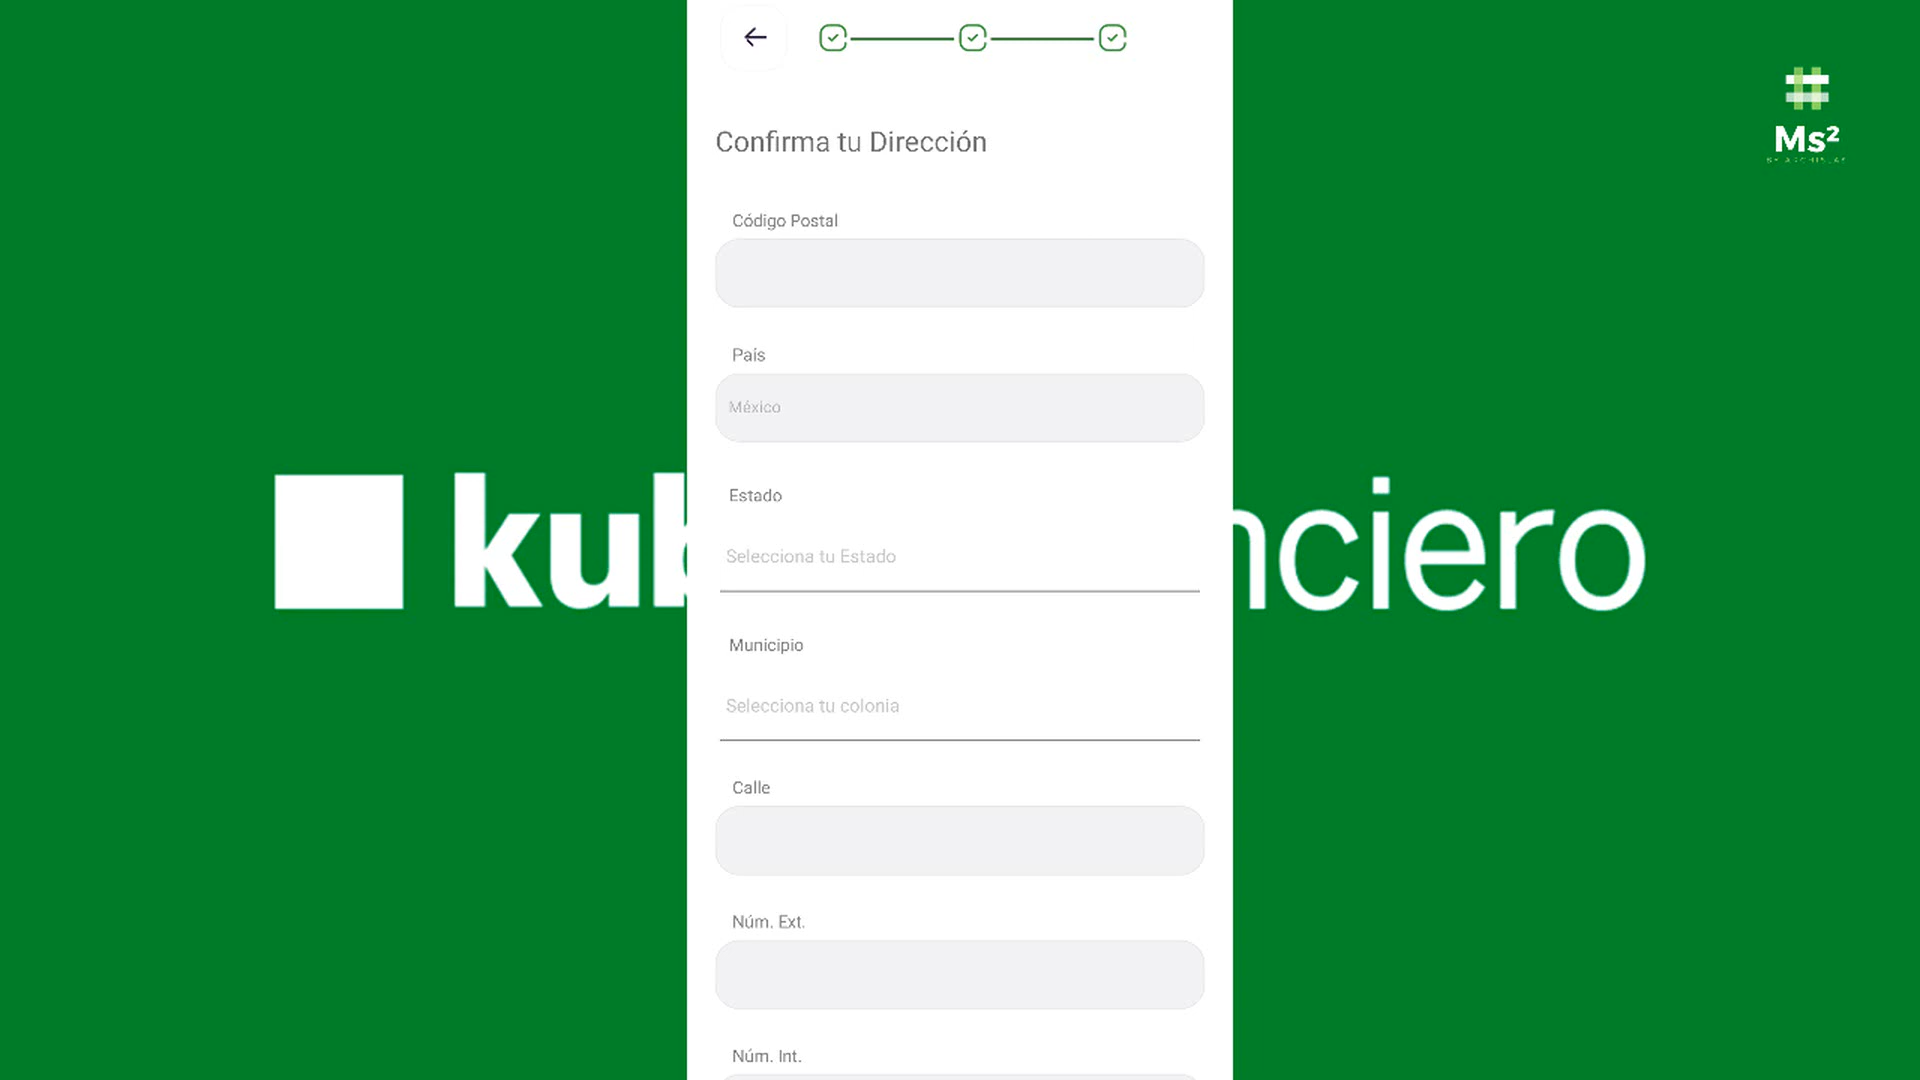 Confirma tu Dirección
Código Postal
País
México
Estado
Selecciona tu Estado
Municipio
Selecciona tu colonia
Calle
Núm. Ext.
Núm. Int.
kub
nciero
Ms²